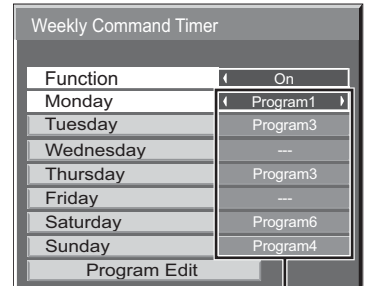 Weekly Command Timer
Function On
Monday Program1
Tuesday Program3
Wednesday ---
Thursday Program3
Friday ---
Saturday Program6
Sunday Program4
Program Edit